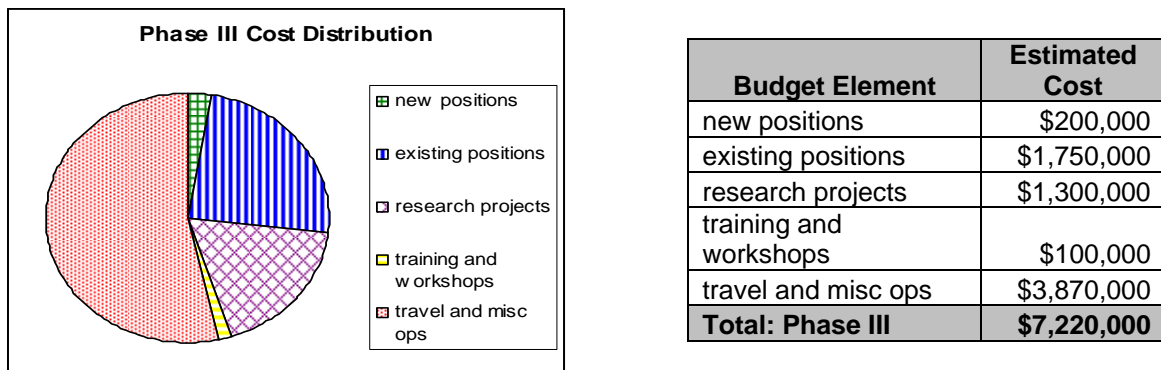 Phase III Cost Distribution
new positions
existing positions
research projects
training and
workshops
travel and misc
ops
Budget Element
Estimated
Cost
new positions $200,000
existing positions $1,750,000
research projects $1,300,000
training and
workshops $100,000
travel and misc ops $3,870,000
Total: Phase III $7,220,000